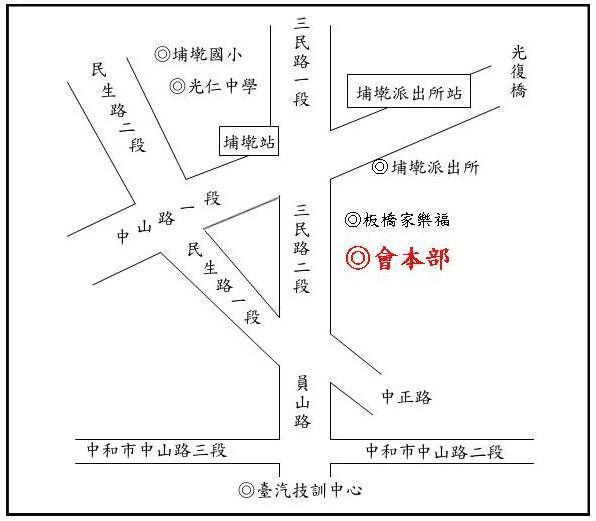 三民路一段
光復橋
◎埔墘國小
民生路二段
◎光仁中學
埔墘派出所站
埔墘站
◎埔墘派出所
中山路一段
三民路二段
◎板橋家樂福
民生路一段
◎會本部
員山路
中正路
中和市中山路三段
中和市中山路二段
◎臺汽技訓中心